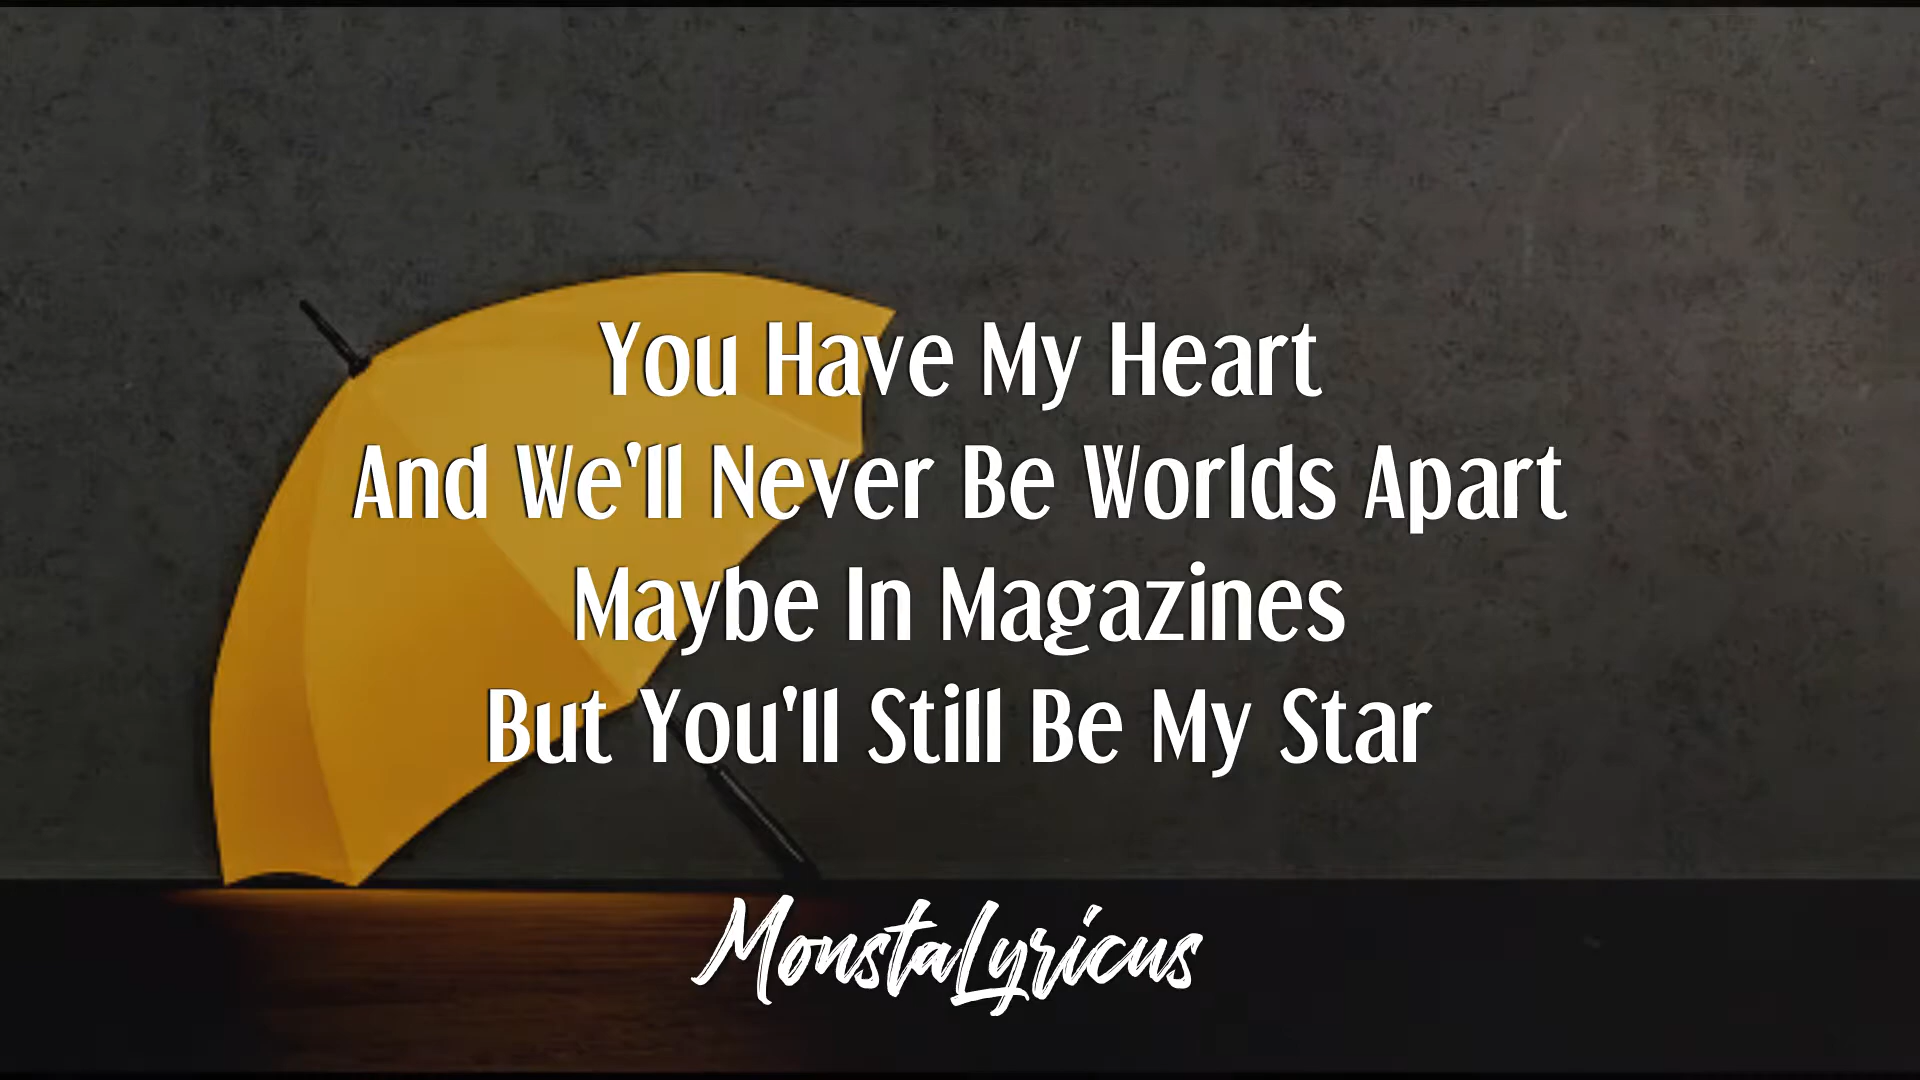 You Have My Heart
And We'll Never Be Worlds Apart
Maybe In Magazines
But You'll Still Be My Star
MonstaLyricus